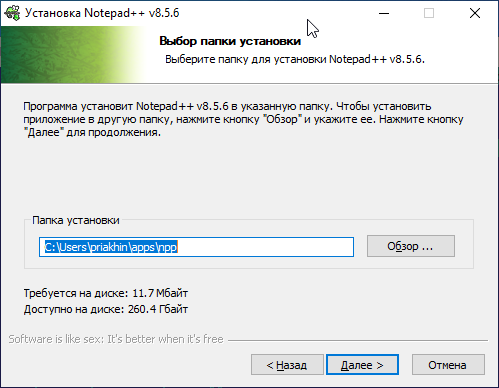 Установка Notepad++ v8.5.6
Выбор папки установки
Выберите папку для установки Notepad++ v8.5.6.
Программа установит Notepad++ v8.5.6 в указанную папку. Чтобы установить
приложение в другую папку, нажмите кнопку "Обзор" и укажите ее. Нажмите кнопку
"Далее" для продолжения.
Папка установки
C:\Users\priakhin\apps\npp
Обзор ...
Требуется на диске: 11.7 Мбайт
Доступно на диске: 260.4 Гбайт
Software is like sex: It's better when it's free
< Назад
Далее >
Отмена